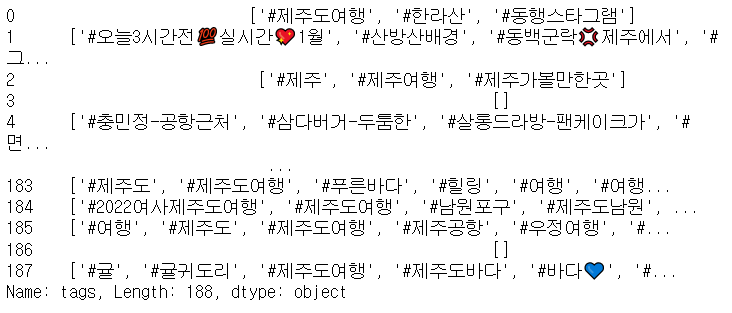 0 ['#제주도여행', '#한라산', '#동행스타그램']
1 ['#오늘3시간전💯실시간💖1월', '#산방산배경', '#동백군락💢제주에서', '#
그...
2 ['#제주', '#제주여행', '#제주가볼만한곳']
3 []
4 ['#충민정-공항근처', '#삼다버거-두툼한', '#살통드라방-팬케이크가', '#
면...
...
183 ['#제주도', '#제주도여행', '#푸른바다', '#힐링', '#여행', '#여행...
184 ['#2022여사제주도여행', '#제주도여행', '#남원포구', '#제주도남원', ...
185 ['#여행', '#제주도', '#제주도여행', '#제주공항', '#우정여행', '#...
186 []
187 ['#귤', '#귤귀도리', '#제주도여행', '#제주도바다', '#바다💙', '#...
Name: tags, Length: 188, dtype: object